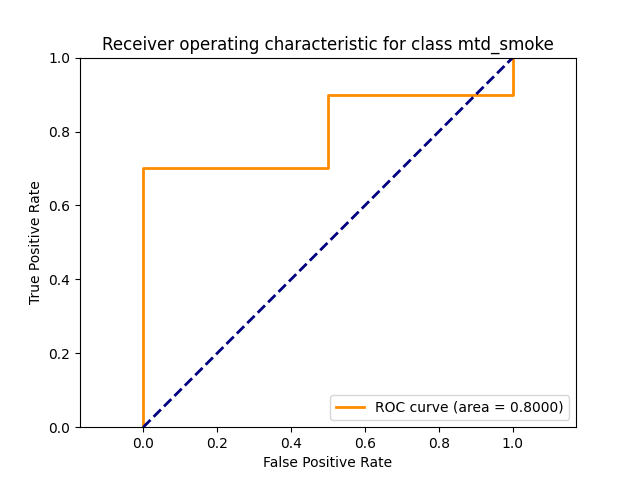 Receiver operating characteristic for class mtd_smoke
True Positive Rate
1.0
0.8
0.6
0.4
0.2
0.0
ROC curve (area = 0.8000)
0.0 0.2 0.4 0.6 0.8 1.0
False Positive Rate